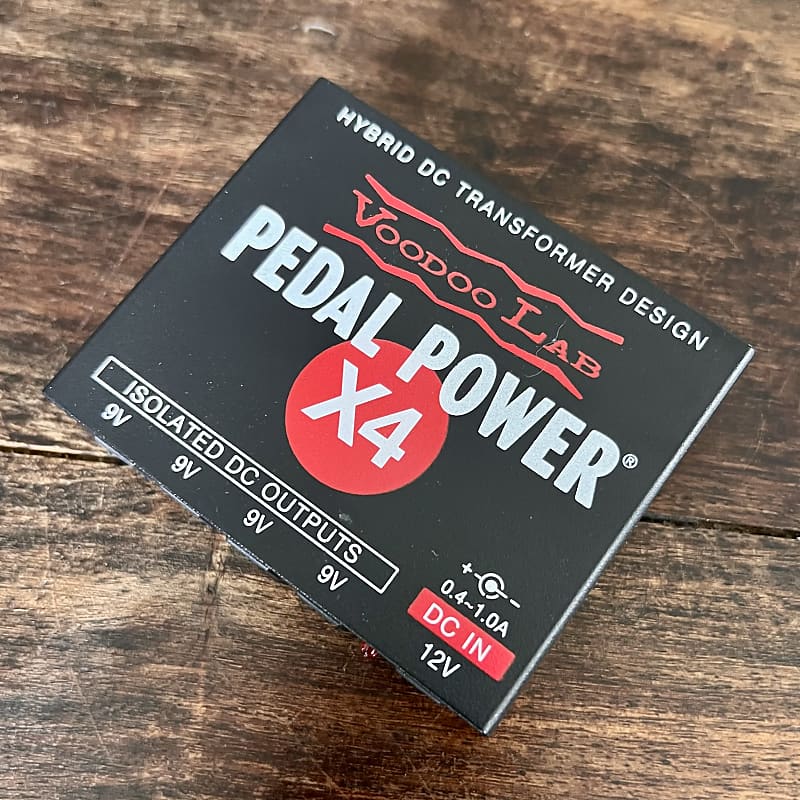 HYBRID DC TRANSFORMER DESIGN
VOODOO LAB
PEDAL POWER®
X4
ISOLATED DC OUTPUTS
9V 9V 9V 9V
+ -
0.4~1.0A
DC IN
12V